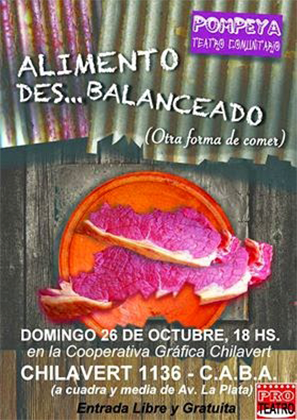 POMPEYA
TEATRO COMUNITARIO
ALIMENTO
DES... BALANCEADO
(Otra forma de comer)
DOMINGO 26 DE OCTUBRE, 18 HS.
en la Cooperativa Gráfica Chilavert
CHILAVERT 1136 - C.A.B.A.
(a cuadra y media de Av. La Plata)
Entrada Libre y Gratuita
PRO
TEATRO